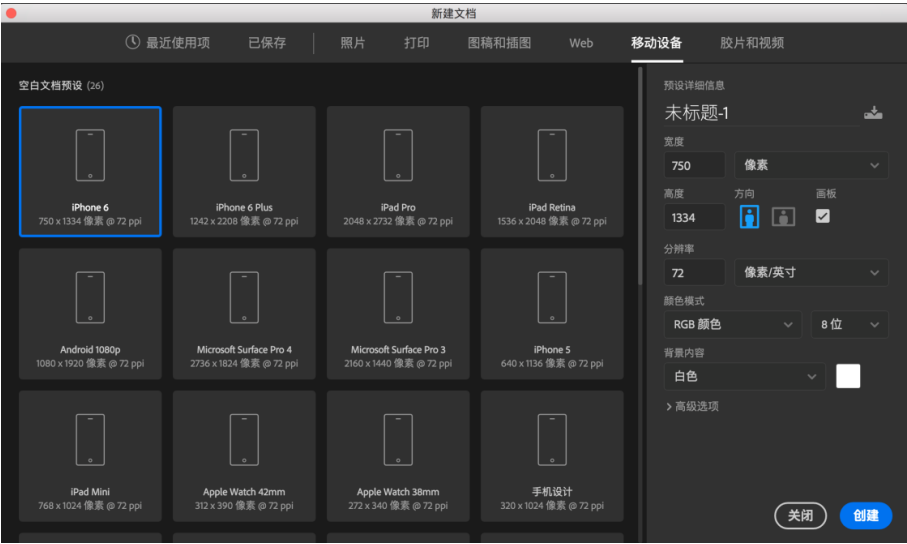 新建文档
最近使用项 已保存 照片 打印 图稿和插图 Web 移动设备 胶片和视频
空白文档预设 (26)
iPhone 6
750 x 1334 像素 @ 72 ppi
iPhone 6 Plus
1242 x 2208 像素 @ 72 ppi
iPad Pro
2048 x 2732 像素 @ 72 ppi
iPad Retina
1536 x 2048 像素 @ 72 ppi
Android 1080p
1080 x 1920 像素 @ 72 ppi
Microsoft Surface Pro 4
2736 x 1824 像素 @ 72 ppi
Microsoft Surface Pro 3
2160 x 1440 像素 @ 72 ppi
iPhone 5
640 x 1136 像素 @ 72 ppi
iPad Mini
768 x 1024 像素 @ 72 ppi
Apple Watch 42mm
312 x 390 像素 @ 72 ppi
Apple Watch 38mm
272 x 340 像素 @ 72 ppi
手机设计
320 x 1024 像素 @ 72 ppi
预设详细信息
未标题-1
宽度
750 像素
高度 方向 画板
1334
分辨率
72 像素/英寸
颜色模式
RGB 颜色 8 位
背景内容
白色
高级选项
关闭 创建